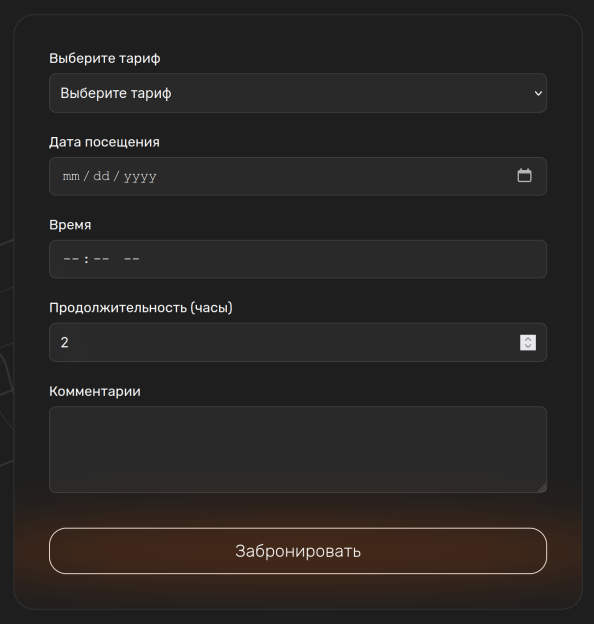 Выберите тариф
Выберите тариф
Дата посещения
mm / dd / yyyy
Время
-- : -- --
Продолжительность (часы)
2
Комментарии
Забронировать